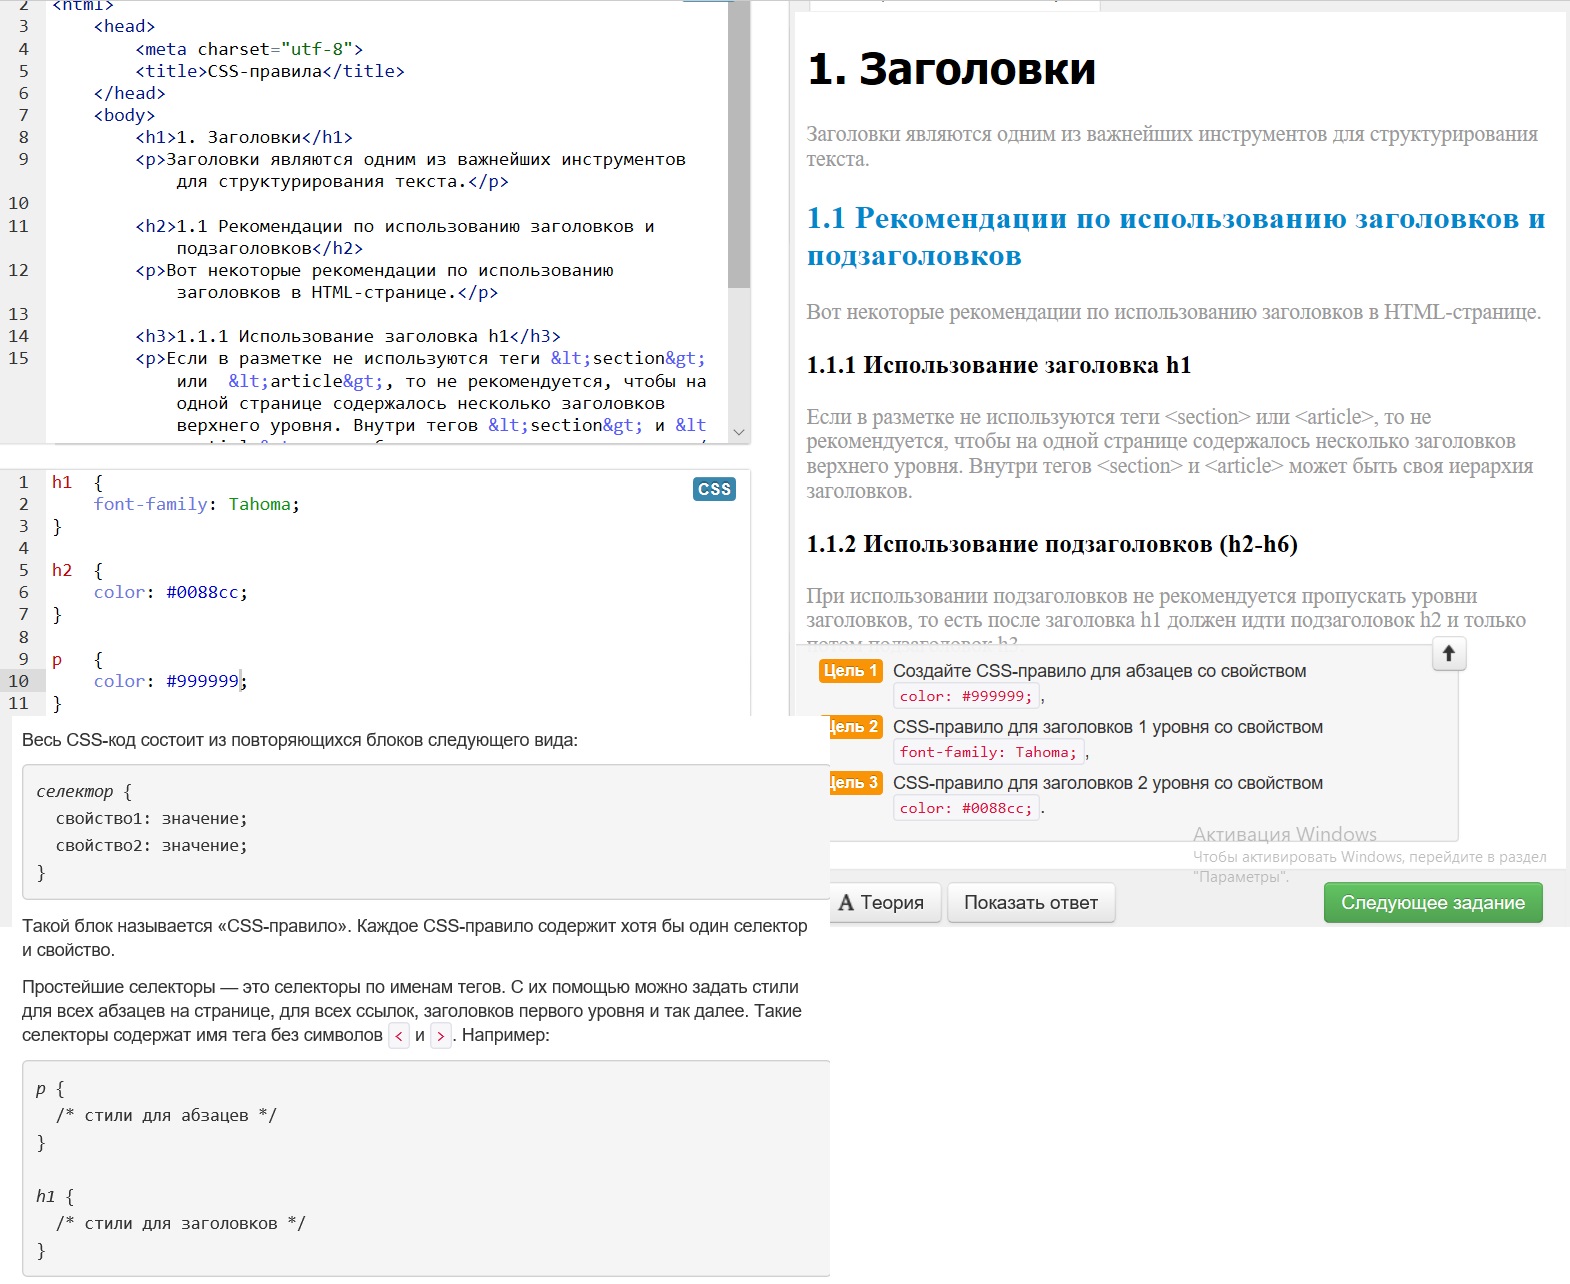 2 <html>
3 <head>
4 <meta charset="utf-8">
5 <title>CSS-правила</title>
6 </head>
7 <body>
8 <h1>1. Заголовки</h1>
9 <p>Заголовки являются одним из важнейших инструментов
для структурирования текста.</p>
10
11 <h2>1.1 Рекомендации по использованию заголовков и
подзаголовков</h2>
12 <p>Вот некоторые рекомендации по использованию
заголовков в HTML-странице.</p>
13
14 <h3>1.1.1 Использование заголовка h1</h3>
15 <p>Если в разметке не используются теги &lt;section&gt;
или &lt;article&gt;, то не рекомендуется, чтобы на
одной странице содержалось несколько заголовков
верхнего уровня. Внутри тегов &lt;section&gt; и &lt
1 h1 {
CSS
2 font-family: Tahoma;
3 }
4
5 h2 {
6 color: #0088cc;
7 }
8
9 p {
10 color: #999999;
11 }
1. Заголовки
Заголовки являются одним из важнейших инструментов для структурирования
текста.
1.1 Рекомендации по использованию заголовков и
подзаголовков
Вот некоторые рекомендации по использованию заголовков в HTML-странице.
1.1.1 Использование заголовка h1
Если в разметке не используются теги <section> или <article>, то не
рекомендуется, чтобы на одной странице содержалось несколько заголовков
верхнего уровня. Внутри тегов <section> и <article> может быть своя иерархия
заголовков.
1.1.2 Использование подзаголовков (h2-h6)
При использовании подзаголовков не рекомендуется пропускать уровни
заголовков, то есть после заголовка h1 должен идти подзаголовок h2 и только
потом подзаголовок h3.
Цель 1 Создайте CSS-правило для абзацев со свойством
color: #999999; ,
Цель 2 CSS-правило для заголовков 1 уровня со свойством
font-family: Tahoma; ,
Цель 3 CSS-правило для заголовков 2 уровня со свойством
color: #0088cc; .
Активация Windows
Чтобы активировать Windows, перейдите в раздел
"Параметры".
Теория
Показать ответ
Следующее задание
Весь CSS-код состоит из повторяющихся блоков следующего вида:
селектор {
свойство1: значение;
свойство2: значение;
}
Такой блок называется «CSS-правило». Каждое CSS-правило содержит хотя бы один селектор
и свойство.
Простейшие селекторы — это селекторы по именам тегов. С их помощью можно задать стили
для всех абзацев на странице, для всех ссылок, заголовков первого уровня и так далее. Такие
селекторы содержат имя тега без символов < и >. Например:
p {
/* стили для абзацев */
}
h1 {
/* стили для заголовков */
}